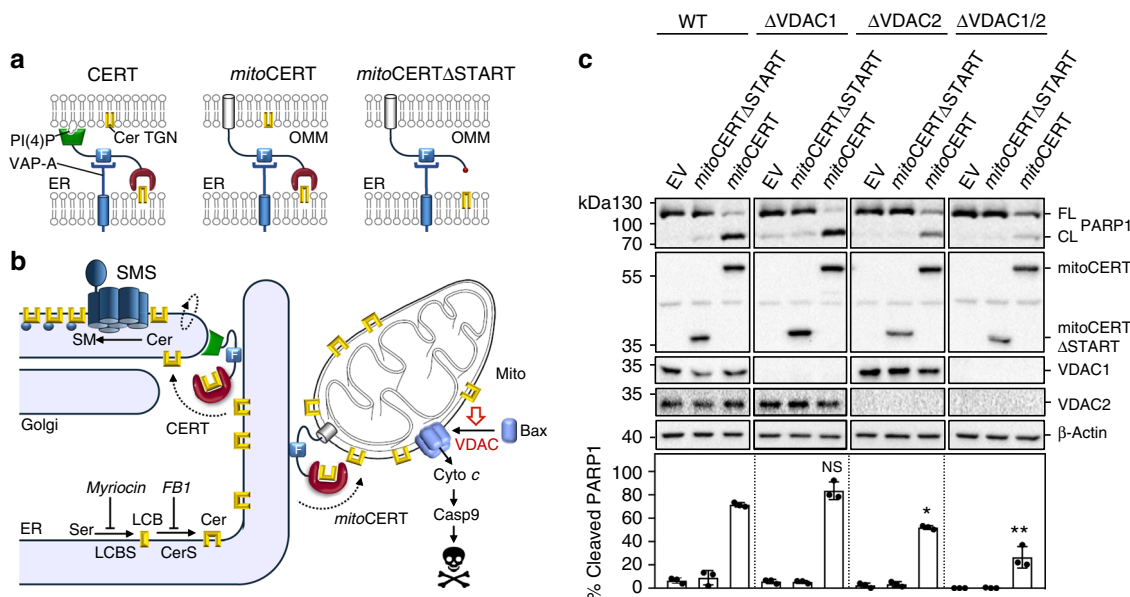 a
CERT
mitoCERT
mitoCERTΔSTART
PI(4)P
Cer TGN
OMM
OMM
VAP-A
F
F
F
ER
ER
ER
b
SMS
SM
Cer
F
Golgi
CERT
Mito
VDAC
Bax
F
Cyto c
mitoCERT
Casp9
Myriocin
FB1
ER
Ser
LCB
Cer
LCBS
CerS
c
WT
ΔVDAC1
ΔVDAC2
ΔVDAC1/2
EV
mitoCERTΔSTART
mitoCERT
EV
mitoCERTΔSTART
mitoCERT
EV
mitoCERTΔSTART
mitoCERT
EV
mitoCERTΔSTART
mitoCERT
kDa 130
100
70
FL
PARP1
CL
55
mitoCERT
35
mitoCERT
ΔSTART
35
VDAC1
35
VDAC2
40
β-Actin
% Cleaved PARP1
100
80
60
40
20
0
NS
*
**